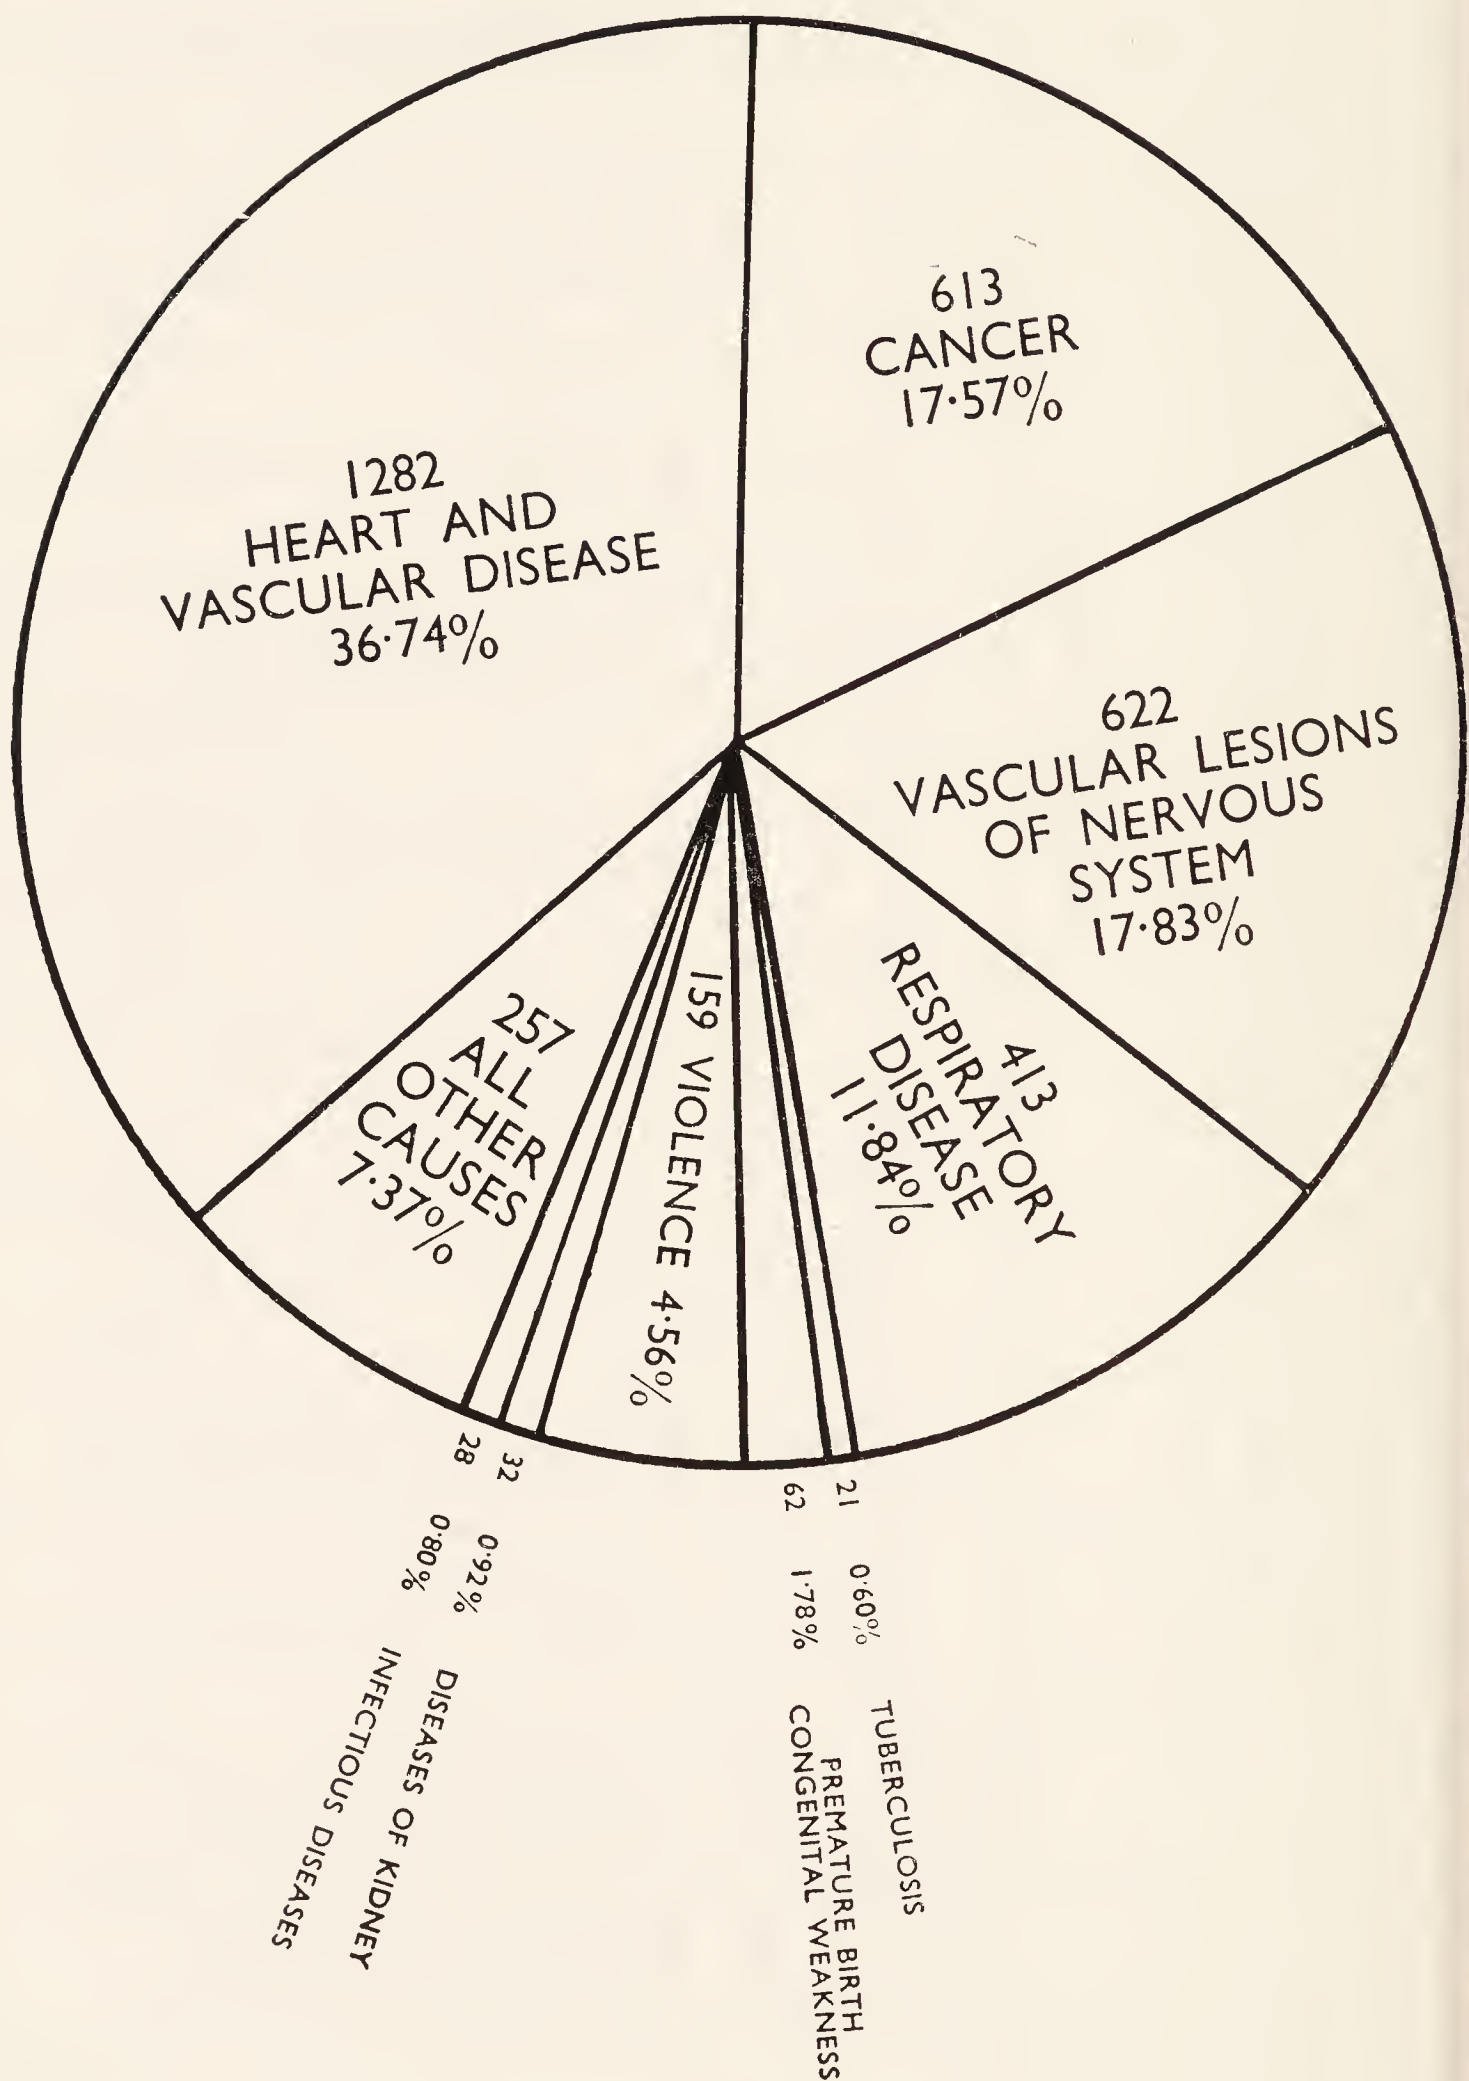 613
CANCER
17·57%
1282
HEART AND
VASCULAR DISEASE
36·74%
622
VASCULAR LESIONS
OF NERVOUS
SYSTEM
17·83%
413
RESPIRATORY
DISEASE
11·84%
159 VIOLENCE 4·56%
257
ALL
OTHER
CAUSES
7·37%
21 0·60% TUBERCULOSIS
62 1·78% PREMATURE BIRTH
CONGENITAL WEAKNESS
32 0·92% DISEASES OF KIDNEY
28 0·80% INFECTIOUS DISEASES